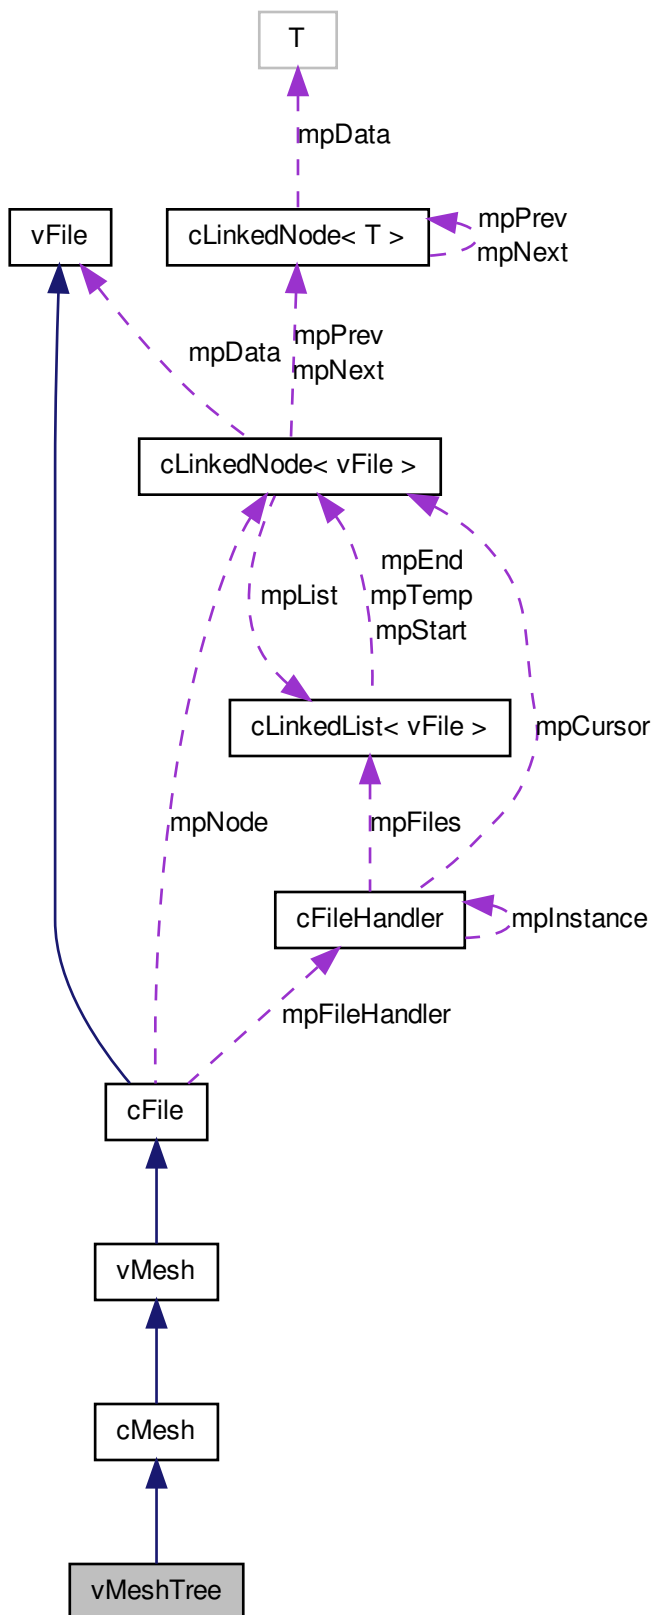 T
mpData
vFile
cLinkedNode< T >
mpPrev
mpNext
mpData
mpPrev
mpNext
cLinkedNode< vFile >
mpList
mpEnd
mpTemp
mpStart
cLinkedList< vFile >
mpCursor
mpNode
mpFiles
cFileHandler
mpInstance
mpFileHandler
cFile
vMesh
cMesh
vMeshTree